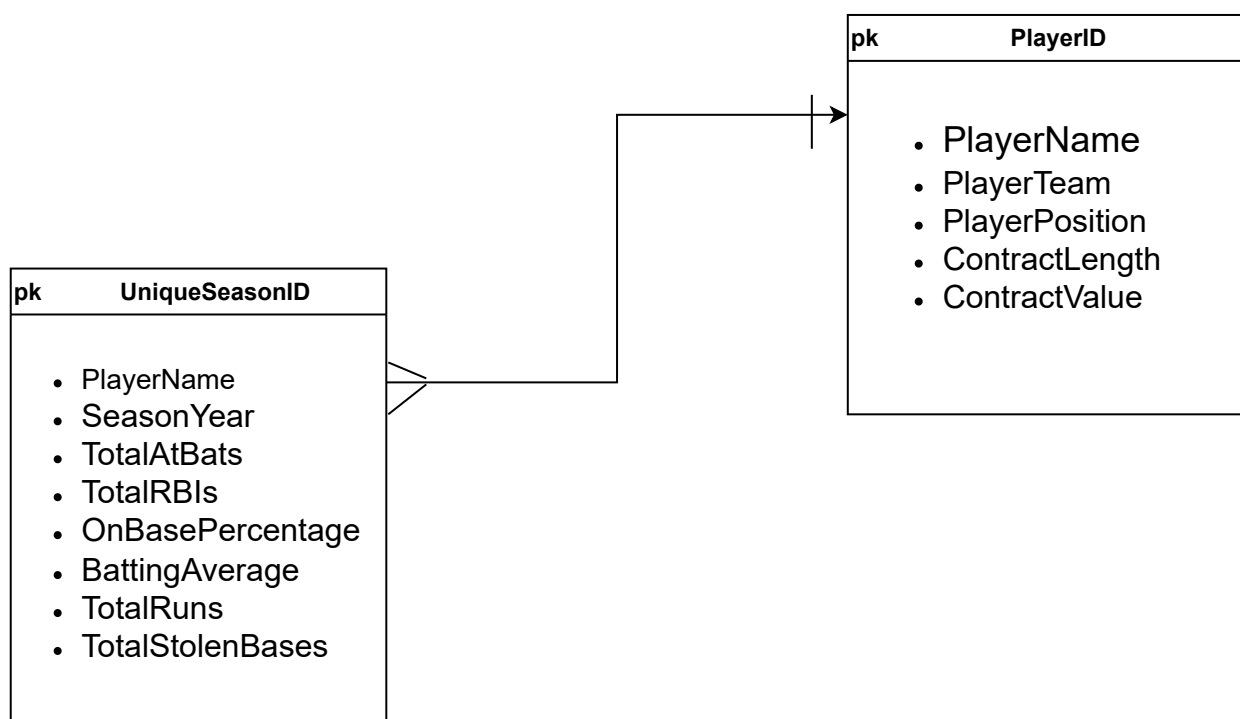 pk PlayerID
PlayerName
PlayerTeam
PlayerPosition
ContractLength
ContractValue
pk UniqueSeasonID
PlayerName
SeasonYear
TotalAtBats
TotalRBIs
OnBasePercentage
BattingAverage
TotalRuns
TotalStolenBases